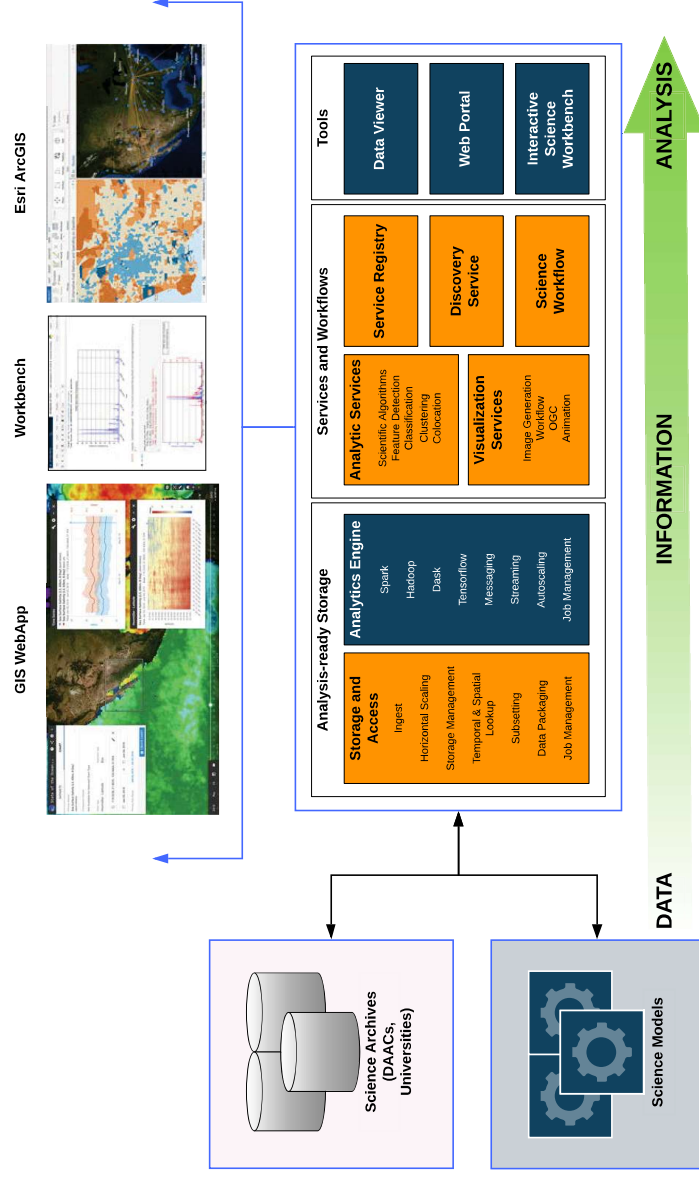 GIS WebApp
Workbench
Esri ArcGIS
Science Archives
(DAACs,
Universities)
Science Models
Analysis-ready Storage
Storage and
Access
Ingest
Horizontal Scaling
Storage Management
Temporal & Spatial
Lookup
Subsetting
Data Packaging
Job Management
Analytics Engine
Spark
Hadoop
Dask
Tensorflow
Messaging
Streaming
Autoscaling
Job Management
Services and Workflows
Analytic Services
Scientific Algorithms
Feature Detection
Classification
Clustering
Colocation
Visualization
Services
Image Generation
Workflow
OGC
Animation
Service Registry
Discovery
Service
Science
Workflow
Tools
Data Viewer
Web Portal
Interactive
Science
Workbench
DATA
INFORMATION
ANALYSIS